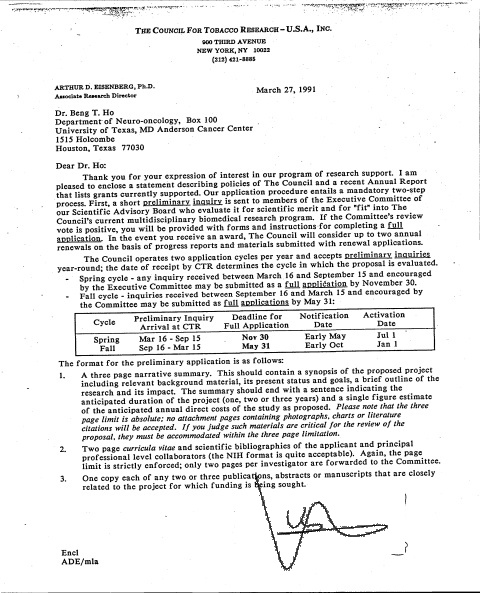 THE COUNCIL FOR TOBACCO RESEARCH – U.S.A., INC.
900 THIRD AVENUE
NEW YORK, NY 10022
(212) 421-8885
ARTHUR D. EISENBERG, Ph.D.
Associate Research Director
March 27, 1991
Dr. Beng T. Ho
Department of Neuro-oncology, Box 100
University of Texas, MD Anderson Cancer Center
1515 Holcombe
Houston, Texas 77030
Dear Dr. Ho:
Thank you for your expression of interest in our program of research support. I am
pleased to enclose a statement describing policies of The Council and a recent Annual Report
that lists grants currently supported. Our application procedure entails a mandatory two-step
process. First, a short preliminary inquiry is sent to members of the Executive Committee of
our Scientific Advisory Board who evaluate it for scientific merit and for "fit" into The
Council's current multidisciplinary biomedical research program. If the Committee's review
vote is positive, you will be provided with forms and instructions for completing a full
application. In the event you receive an award, The Council will consider up to two annual
renewals on the basis of progress reports and materials submitted with renewal applications.
The Council operates two application cycles per year and accepts preliminary inquiries
year-round; the date of receipt by CTR determines the cycle in which the proposal is evaluated.
- Spring cycle - any inquiry received between March 16 and September 15 and encouraged
by the Executive Committee may be submitted as a full application by November 30.
- Fall cycle - inquiries received between September 16 and March 15 and encouraged by
the Committee may be submitted as full applications by May 31:
Cycle Preliminary Inquiry Arrival at CTR Deadline for Full Application Notification Date Activation Date
Spring Mar 16 - Sep 15 Nov 30 Early May Jul 1
Fall Sep 16 - Mar 15 May 31 Early Oct Jan 1
The format for the preliminary application is as follows:
1. A three page narrative summary. This should contain a synopsis of the proposed project
including relevant background material, its present status and goals, a brief outline of the
research and its impact. The summary should end with a sentence indicating the
anticipated duration of the project (one, two or three years) and a single figure estimate
of the anticipated annual direct costs of the study as proposed. Please note that the three
page limit is absolute; no attachment pages containing photographs, charts or literature
citations will be accepted. If you judge such materials are critical for the review of the
proposal, they must be accommodated within the three page limitation.
2. Two page curricula vitae and scientific bibliographies of the applicant and principal
professional level collaborators (the NIH format is quite acceptable). Again, the page
limit is strictly enforced; only two pages per investigator are forwarded to the Committee.
3. One copy each of any two or three publications, abstracts or manuscripts that are closely
related to the project for which funding is being sought.
Encl
ADE/mla